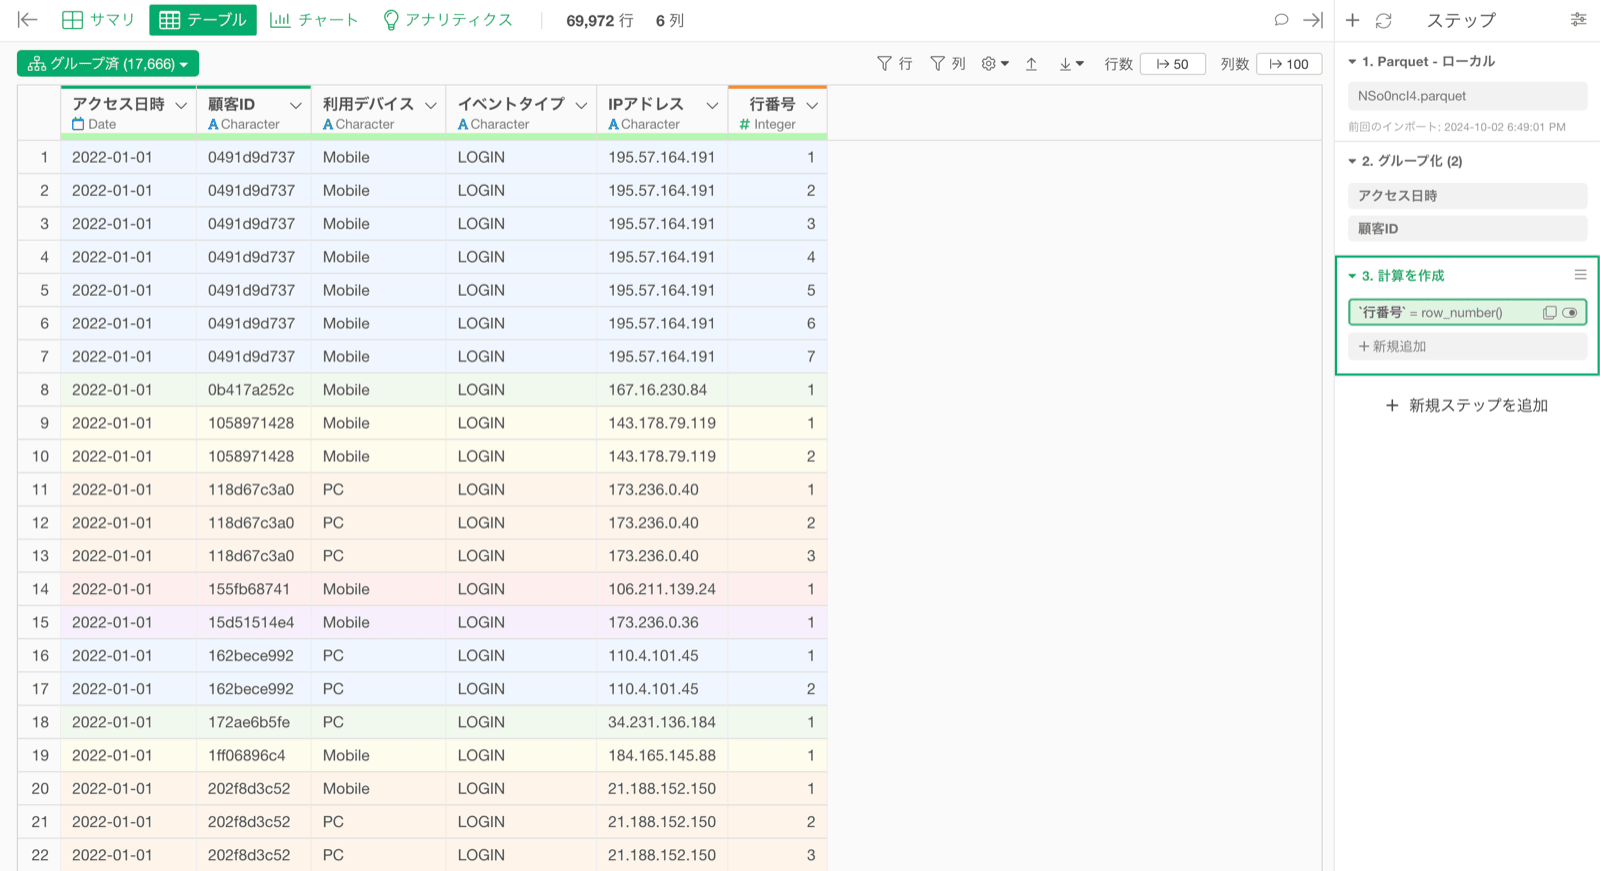 サマリ テーブル チャート アナリティクス 69,972 行 6 列 ステップ
グループ済 (17,666) 行 列 行数 50 列数 100
アクセス日時 顧客ID 利用デバイス イベントタイプ IPアドレス 行番号
Date Character Character Character Character Integer
1 2022-01-01 0491d9d737 Mobile LOGIN 195.57.164.191 1
2 2022-01-01 0491d9d737 Mobile LOGIN 195.57.164.191 2
3 2022-01-01 0491d9d737 Mobile LOGIN 195.57.164.191 3
4 2022-01-01 0491d9d737 Mobile LOGIN 195.57.164.191 4
5 2022-01-01 0491d9d737 Mobile LOGIN 195.57.164.191 5
6 2022-01-01 0491d9d737 Mobile LOGIN 195.57.164.191 6
7 2022-01-01 0491d9d737 Mobile LOGIN 195.57.164.191 7
8 2022-01-01 0b417a252c Mobile LOGIN 167.16.230.84 1
9 2022-01-01 1058971428 Mobile LOGIN 143.178.79.119 1
10 2022-01-01 1058971428 Mobile LOGIN 143.178.79.119 2
11 2022-01-01 118d67c3a0 PC LOGIN 173.236.0.40 1
12 2022-01-01 118d67c3a0 PC LOGIN 173.236.0.40 2
13 2022-01-01 118d67c3a0 PC LOGIN 173.236.0.40 3
14 2022-01-01 155fb68741 Mobile LOGIN 106.211.139.24 1
15 2022-01-01 15d51514e4 Mobile LOGIN 173.236.0.36 1
16 2022-01-01 162bece992 PC LOGIN 110.4.101.45 1
17 2022-01-01 162bece992 PC LOGIN 110.4.101.45 2
18 2022-01-01 172ae6b5fe PC LOGIN 34.231.136.184 1
19 2022-01-01 1ff06896c4 Mobile LOGIN 184.165.145.88 1
20 2022-01-01 202f8d3c52 Mobile LOGIN 21.188.152.150 1
21 2022-01-01 202f8d3c52 PC LOGIN 21.188.152.150 2
22 2022-01-01 202f8d3c52 PC LOGIN 21.188.152.150 3
1. Parquet - ローカル
NSo0ncI4.parquet
前回のインポート: 2024-10-02 6:49:01 PM
2. グループ化 (2)
アクセス日時
顧客ID
3. 計算を作成
`行番号` = row_number()
+ 新規追加
+ 新規ステップを追加